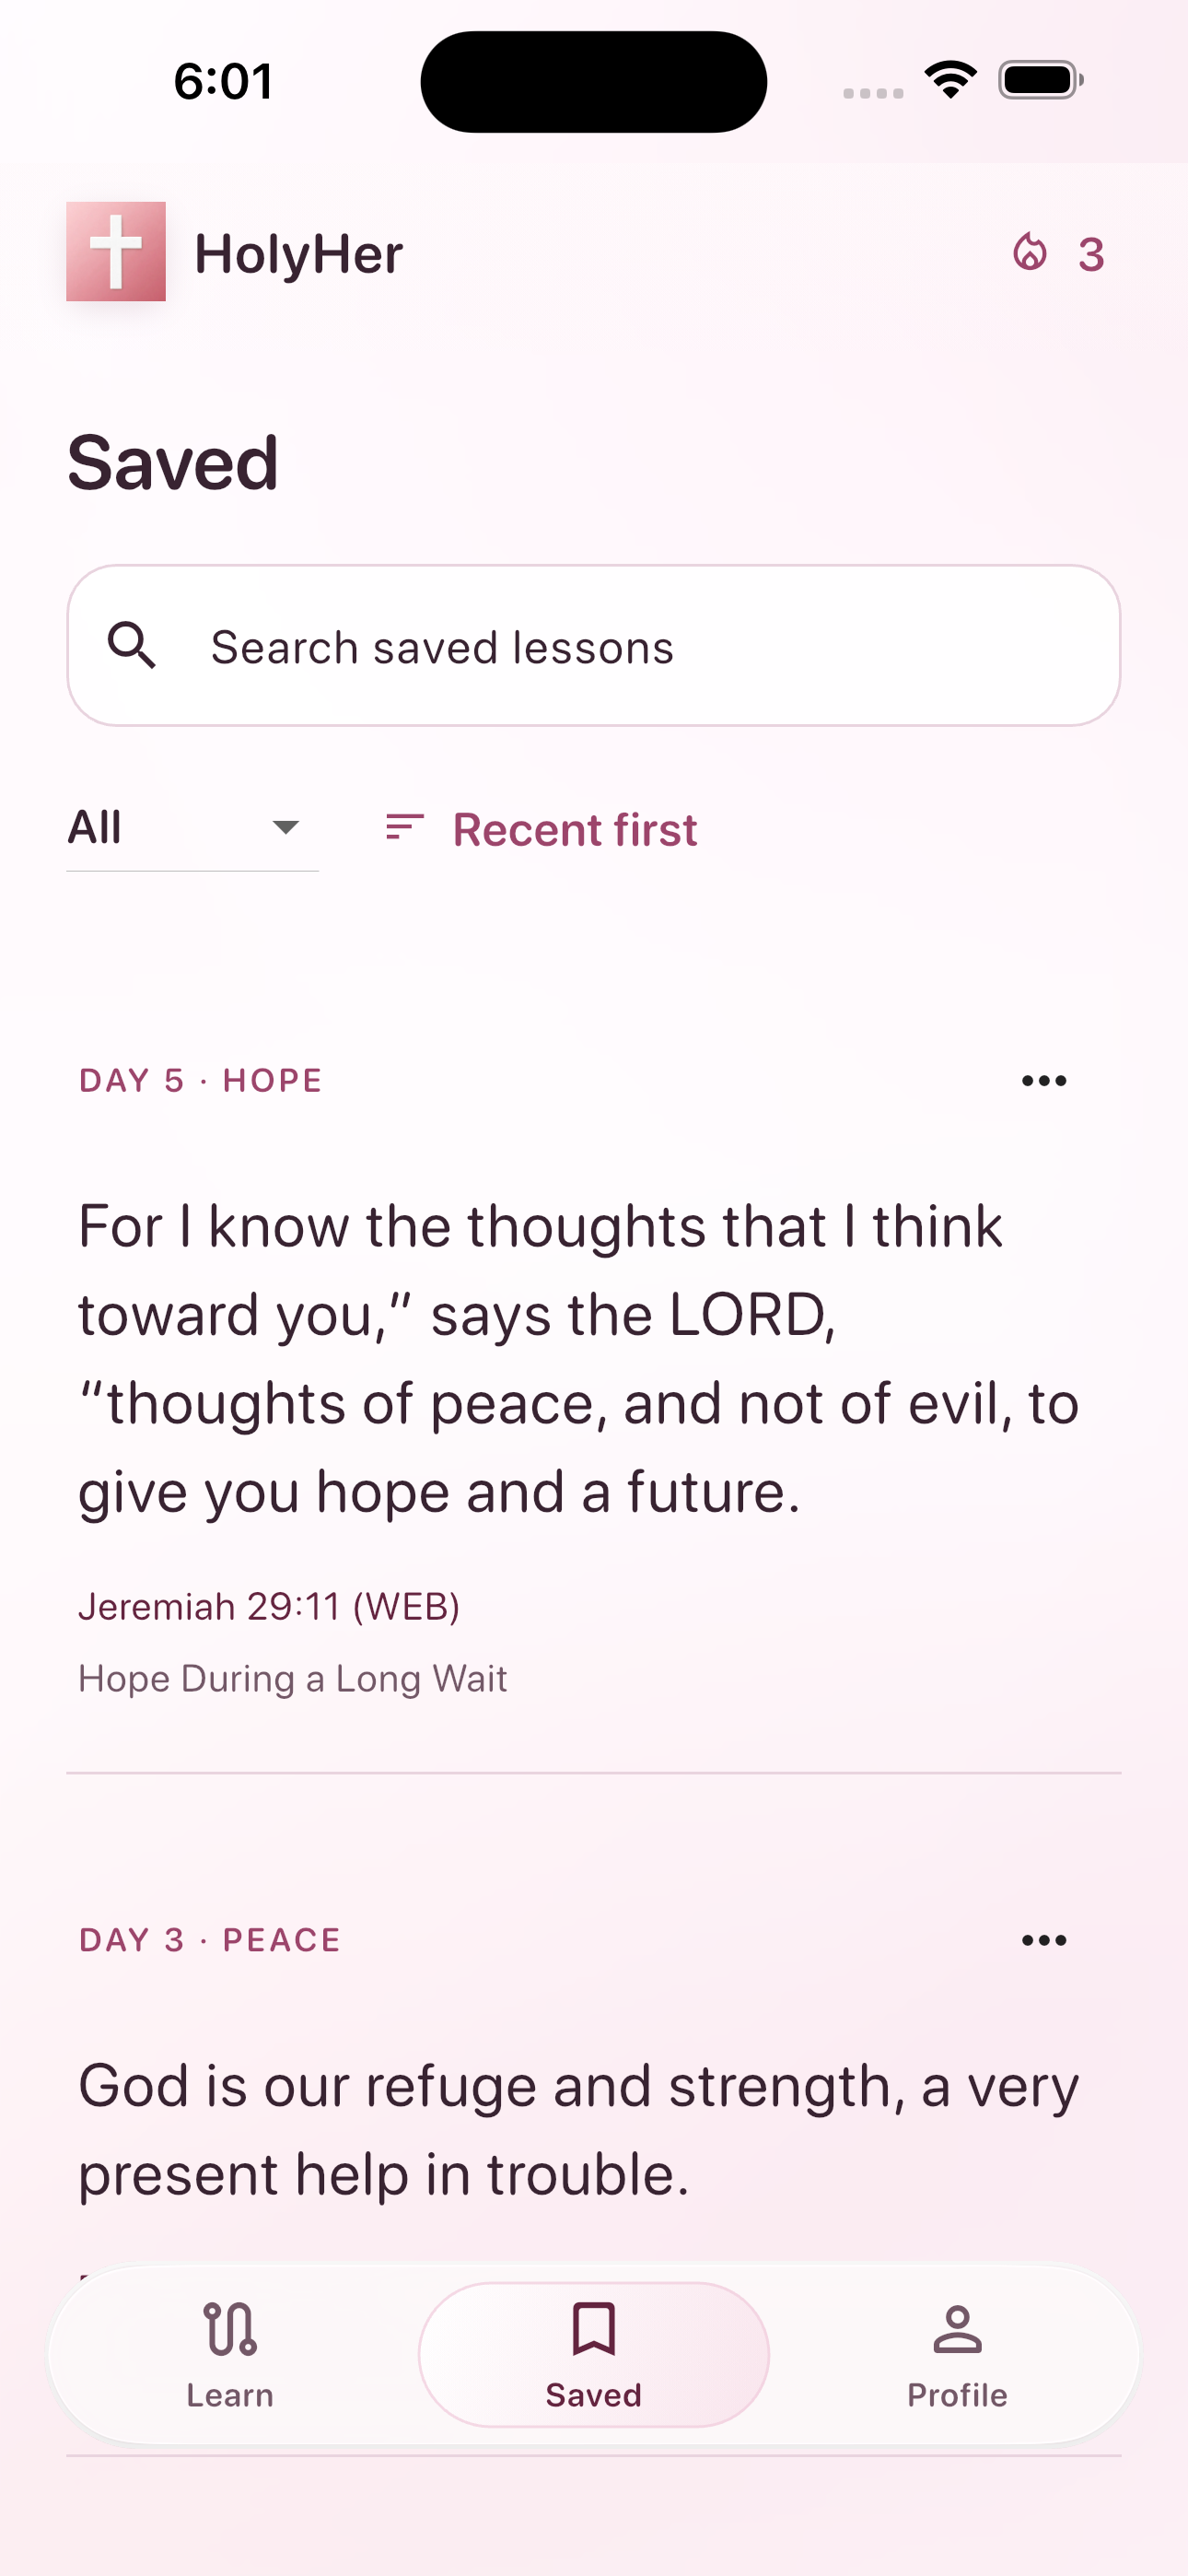 6:01
HolyHer
3
Saved
Search saved lessons
All
Recent first
DAY 5 · HOPE
For I know the thoughts that I think
toward you,” says the LORD,
“thoughts of peace, and not of evil, to
give you hope and a future.
Jeremiah 29:11 (WEB)
Hope During a Long Wait
DAY 3 · PEACE
God is our refuge and strength, a very
present help in trouble.
Learn
Saved
Profile